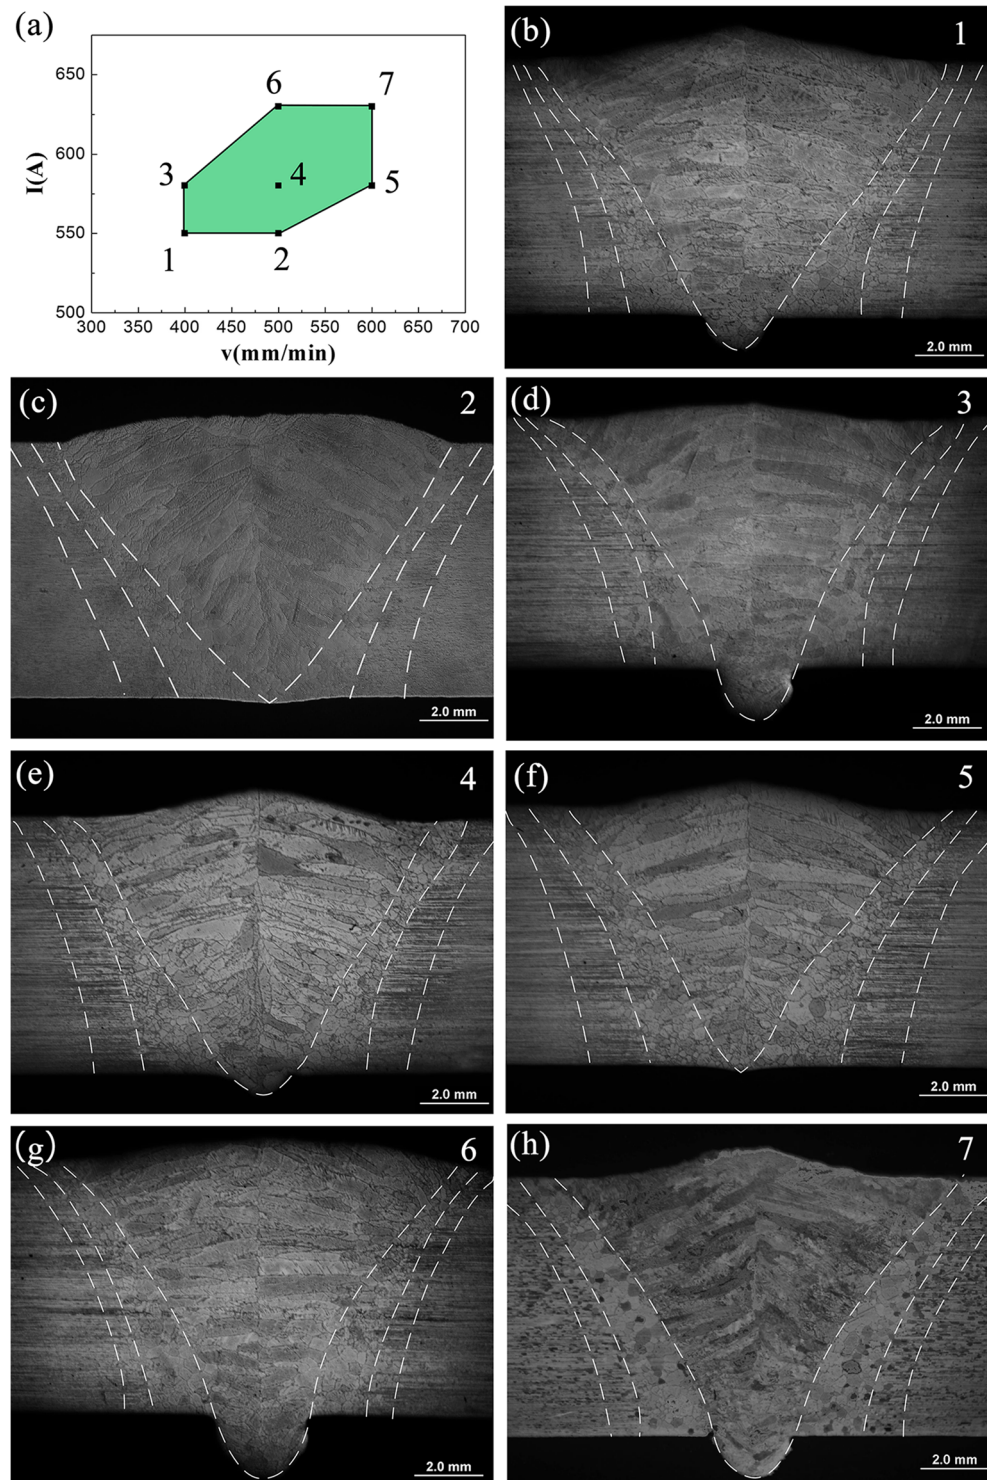 (a)
I(A)
650
600
550
500
300 350 400 450 500 550 600 650 700
v(mm/min)
6 7
3 4 5
1 2
(b) 1
2.0 mm
(c) 2
2.0 mm
(d) 3
2.0 mm
(e) 4
2.0 mm
(f) 5
2.0 mm
(g) 6
2.0 mm
(h) 7
2.0 mm